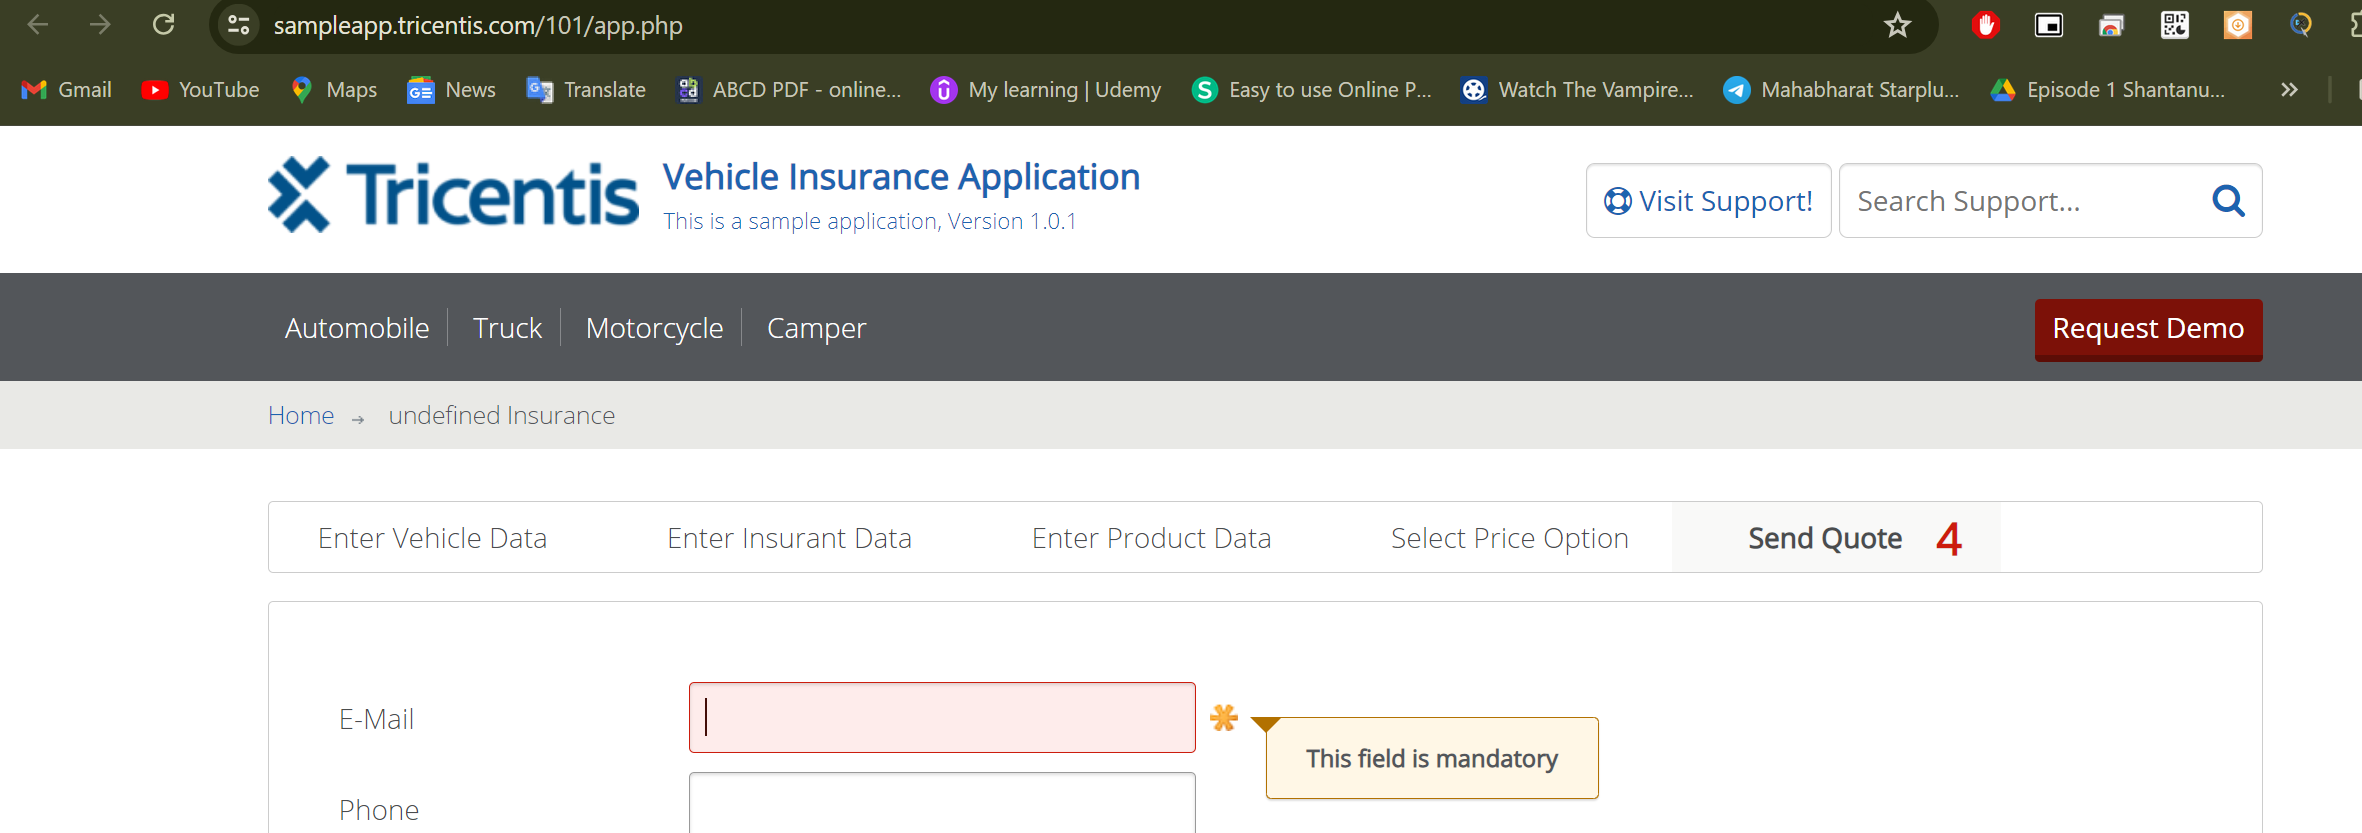 sampleapp.tricentis.com/101/app.php
Gmail YouTube Maps News Translate ABCD PDF - online... My learning | Udemy Easy to use Online P... Watch The Vampire... Mahabharat Starplu... Episode 1 Shantanu... »
Tricentis
Vehicle Insurance Application
This is a sample application, Version 1.0.1
Visit Support!
Search Support...
Automobile Truck Motorcycle Camper
Request Demo
Home → undefined Insurance
Enter Vehicle Data Enter Insurant Data Enter Product Data Select Price Option Send Quote 4
E-Mail
This field is mandatory
Phone